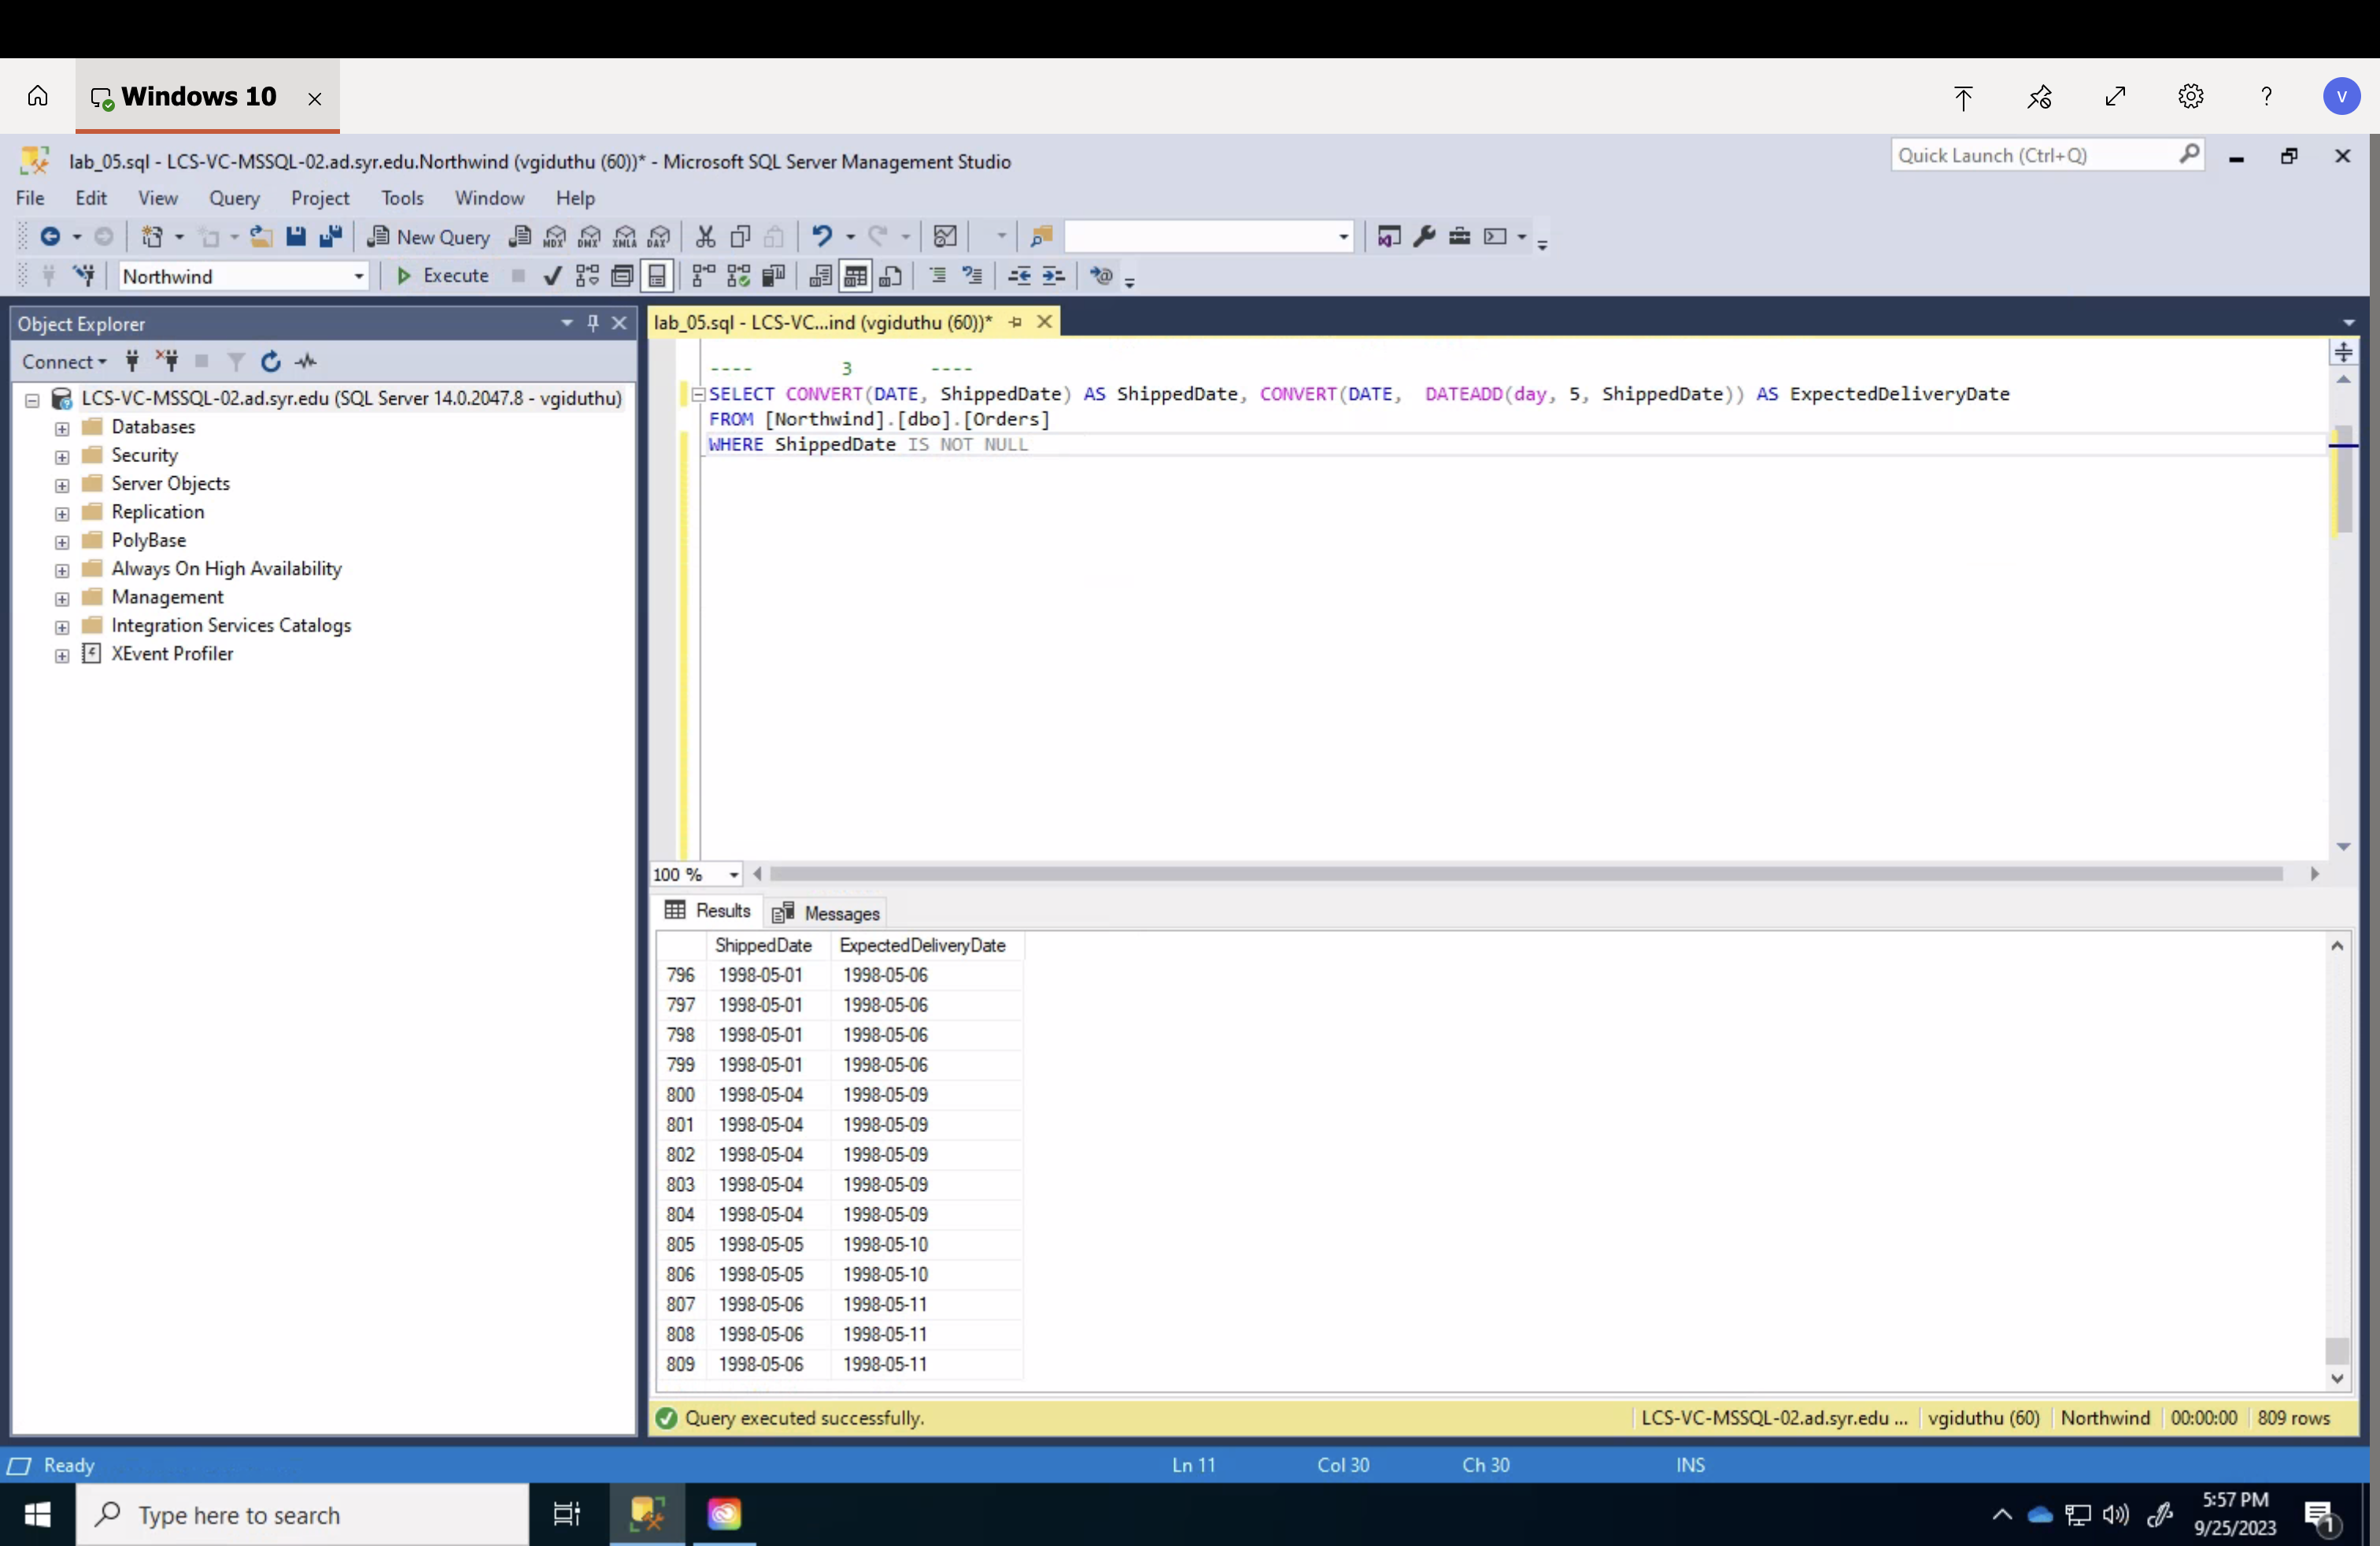 Windows 10
V
lab_05.sql - LCS-VC-MSSQL-02.ad.syr.edu.Northwind (vgiduthu (60))* - Microsoft SQL Server Management Studio
Quick Launch (Ctrl+Q)
File Edit View Query Project Tools Window Help
New Query MDX DMX XMLA DAX
Northwind Execute
Object Explorer
lab_05.sql - LCS-VC...ind (vgiduthu (60))*
Connect
LCS-VC-MSSQL-02.ad.syr.edu (SQL Server 14.0.2047.8 - vgiduthu)
Databases
Security
Server Objects
Replication
PolyBase
Always On High Availability
Management
Integration Services Catalogs
XEvent Profiler
---- 3 ----
SELECT CONVERT(DATE, ShippedDate) AS ShippedDate, CONVERT(DATE, DATEADD(day, 5, ShippedDate)) AS ExpectedDeliveryDate
FROM [Northwind].[dbo].[Orders]
WHERE ShippedDate IS NOT NULL
100 %
Results Messages
ShippedDate ExpectedDeliveryDate
796 1998-05-01 1998-05-06
797 1998-05-01 1998-05-06
798 1998-05-01 1998-05-06
799 1998-05-01 1998-05-06
800 1998-05-04 1998-05-09
801 1998-05-04 1998-05-09
802 1998-05-04 1998-05-09
803 1998-05-04 1998-05-09
804 1998-05-04 1998-05-09
805 1998-05-05 1998-05-10
806 1998-05-05 1998-05-10
807 1998-05-06 1998-05-11
808 1998-05-06 1998-05-11
809 1998-05-06 1998-05-11
Query executed successfully. LCS-VC-MSSQL-02.ad.syr.edu ... vgiduthu (60) Northwind 00:00:00 809 rows
Ready Ln 11 Col 30 Ch 30 INS
Type here to search
5:57 PM
9/25/2023
1